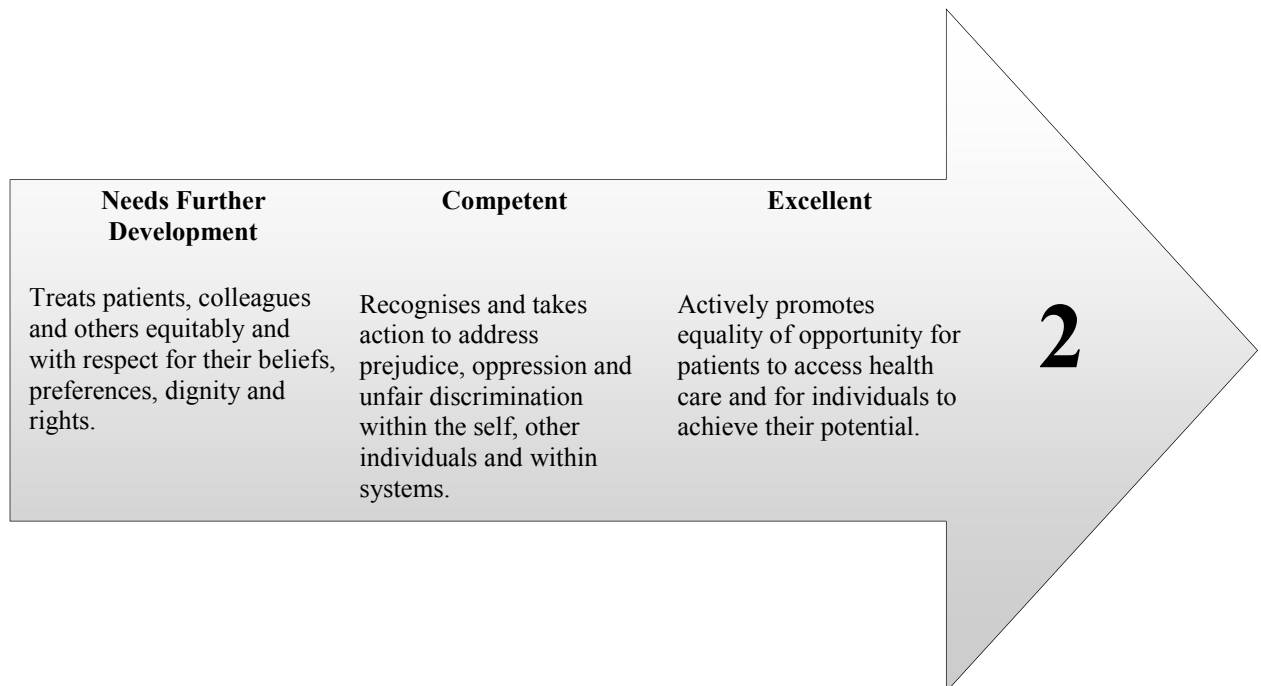 Needs Further
Development
Treats patients, colleagues
and others equitably and
with respect for their beliefs,
preferences, dignity and
rights.
Competent
Recognises and takes
action to address
prejudice, oppression and
unfair discrimination
within the self, other
individuals and within
systems.
Excellent
Actively promotes
equality of opportunity for
patients to access health
care and for individuals to
achieve their potential.
2